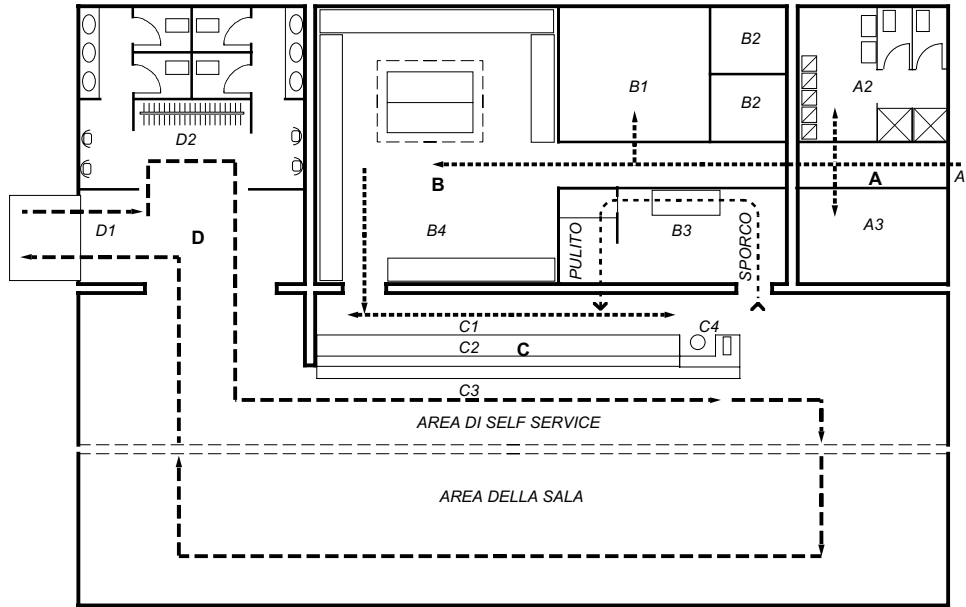 B2
B1
A2
B2
D2
A
B
A
D1
D
B4
PULITO
B3
SPORCO
A3
C1
C4
C2
C
C3
AREA DI SELF SERVICE
AREA DELLA SALA